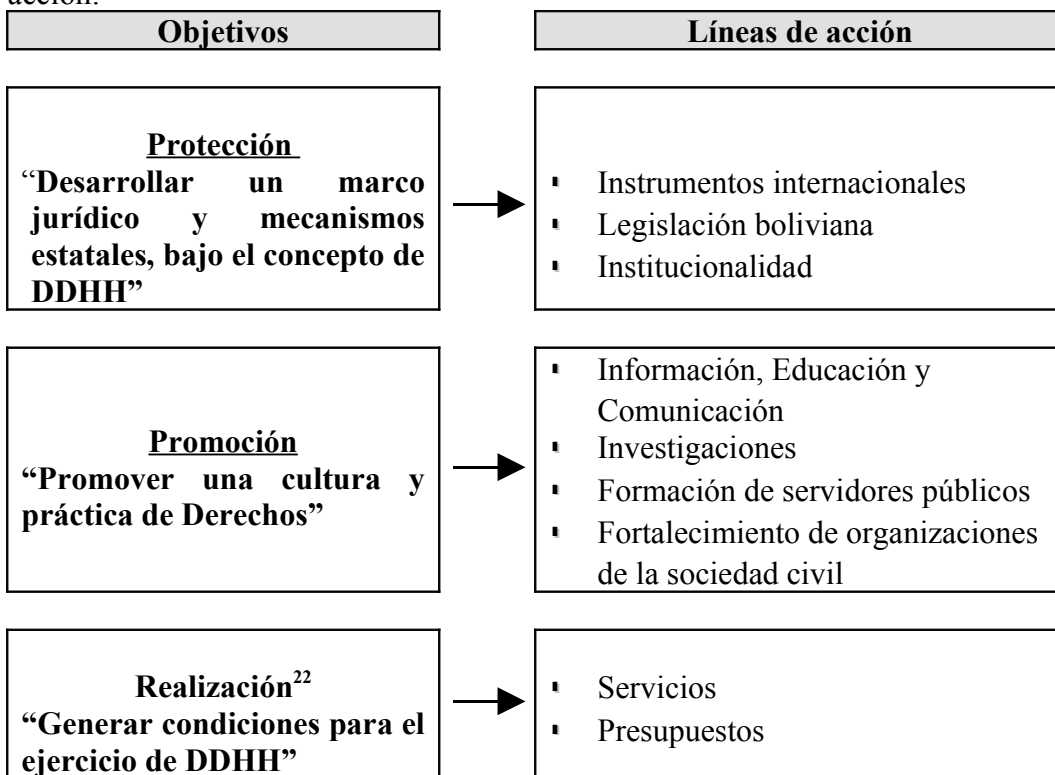 acción:
Objetivos
Líneas de acción
Protección
“Desarrollar un marco
jurídico y mecanismos
estatales, bajo el concepto de
DDHH”
▪ Instrumentos internacionales
▪ Legislación boliviana
▪ Institucionalidad
Promoción
“Promover una cultura y
práctica de Derechos”
▪ Información, Educación y
Comunicación
▪ Investigaciones
▪ Formación de servidores públicos
▪ Fortalecimiento de organizaciones
de la sociedad civil
Realización22
“Generar condiciones para el
ejercicio de DDHH”
▪ Servicios
▪ Presupuestos